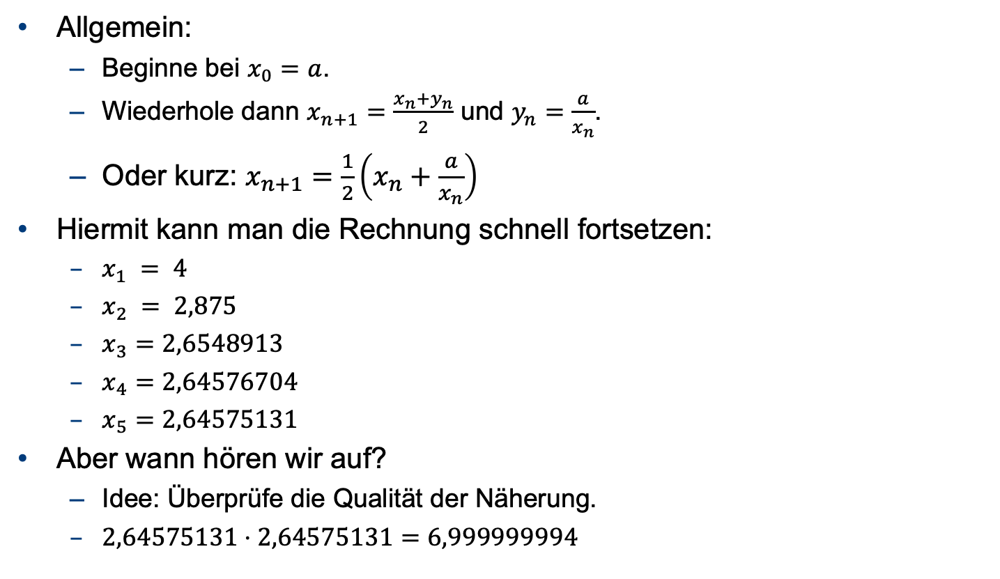 • Allgemein:
– Beginne bei $x_0 = a$.
– Wiederhole dann $x_{n+1} = \frac{x_n + y_n}{2}$ und $y_n = \frac{a}{x_n}$.
– Oder kurz: $x_{n+1} = \frac{1}{2}\left(x_n + \frac{a}{x_n}\right)$
• Hiermit kann man die Rechnung schnell fortsetzen:
– $x_1 = 4$
– $x_2 = 2,875$
– $x_3 = 2,6548913$
– $x_4 = 2,64576704$
– $x_5 = 2,64575131$
• Aber wann hören wir auf?
– Idee: Überprüfe die Qualität der Näherung.
– $2,64575131 \cdot 2,64575131 = 6,999999994$